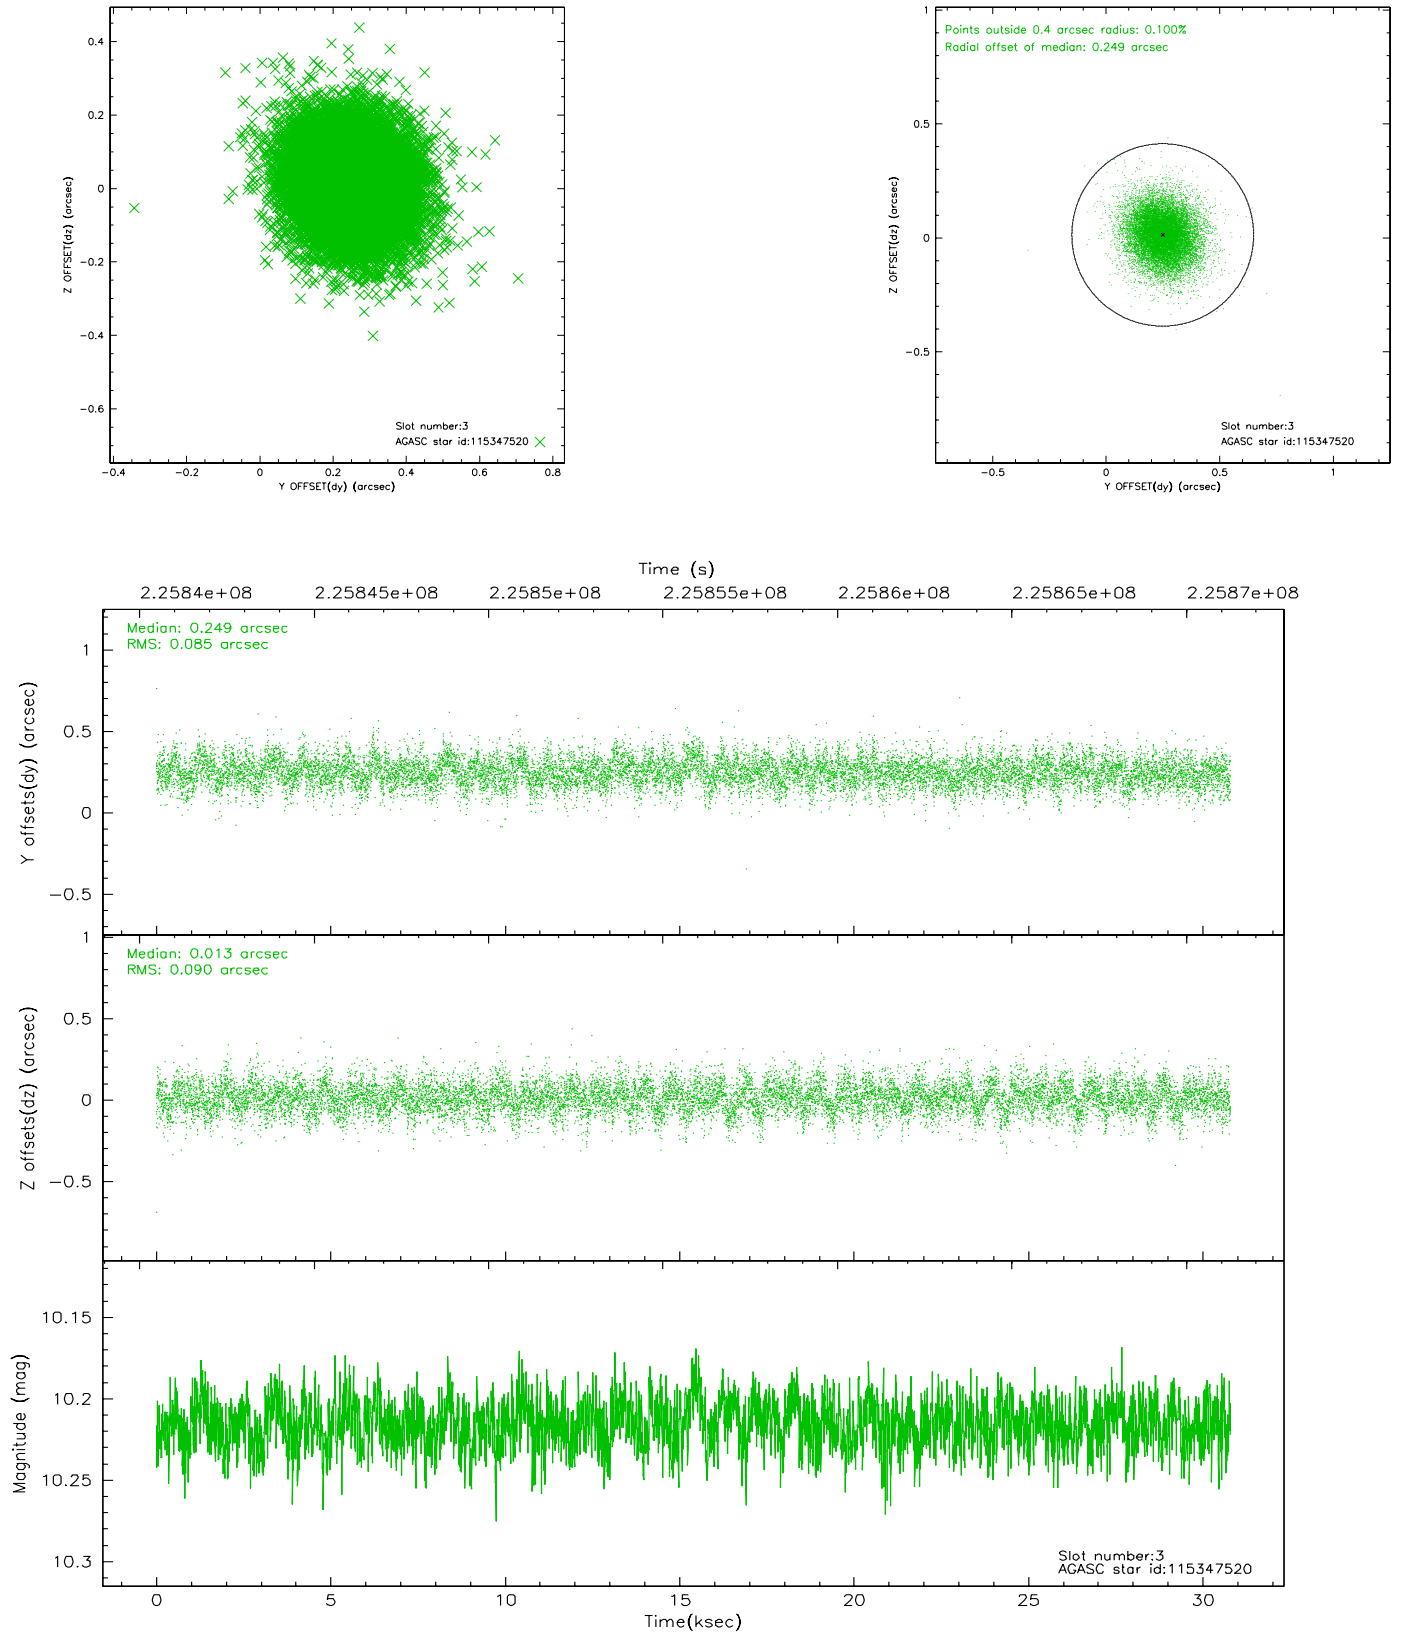 0.4
0.2
0
-0.2
-0.4
-0.6
Z OFFSET(dz) (arcsec)
Slot number:3
AGASC star id:115347520
-0.4 -0.2 0 0.2 0.4 0.6 0.8
Y OFFSET(dy) (arcsec)
Points outside 0.4 arcsec radius: 0.100%
Radial offset of median: 0.249 arcsec
1
0.5
0
-0.5
Z OFFSET(dz) (arcsec)
Slot number:3
AGASC star id:115347520
-0.5 0 0.5 1
Y OFFSET(dy) (arcsec)
Time (s)
2.2584e+08 2.25845e+08 2.2585e+08 2.25855e+08 2.2586e+08 2.25865e+08 2.2587e+08
Median: 0.249 arcsec
RMS: 0.085 arcsec
1
0.5
0
-0.5
Y offsets(dy) (arcsec)
Median: 0.013 arcsec
RMS: 0.090 arcsec
1
0.5
0
-0.5
Z offsets(dz) (arcsec)
10.15
10.2
10.25
10.3
Magnitude (mag)
Slot number:3
AGASC star id:115347520
0 5 10 15 20 25 30
Time(ksec)